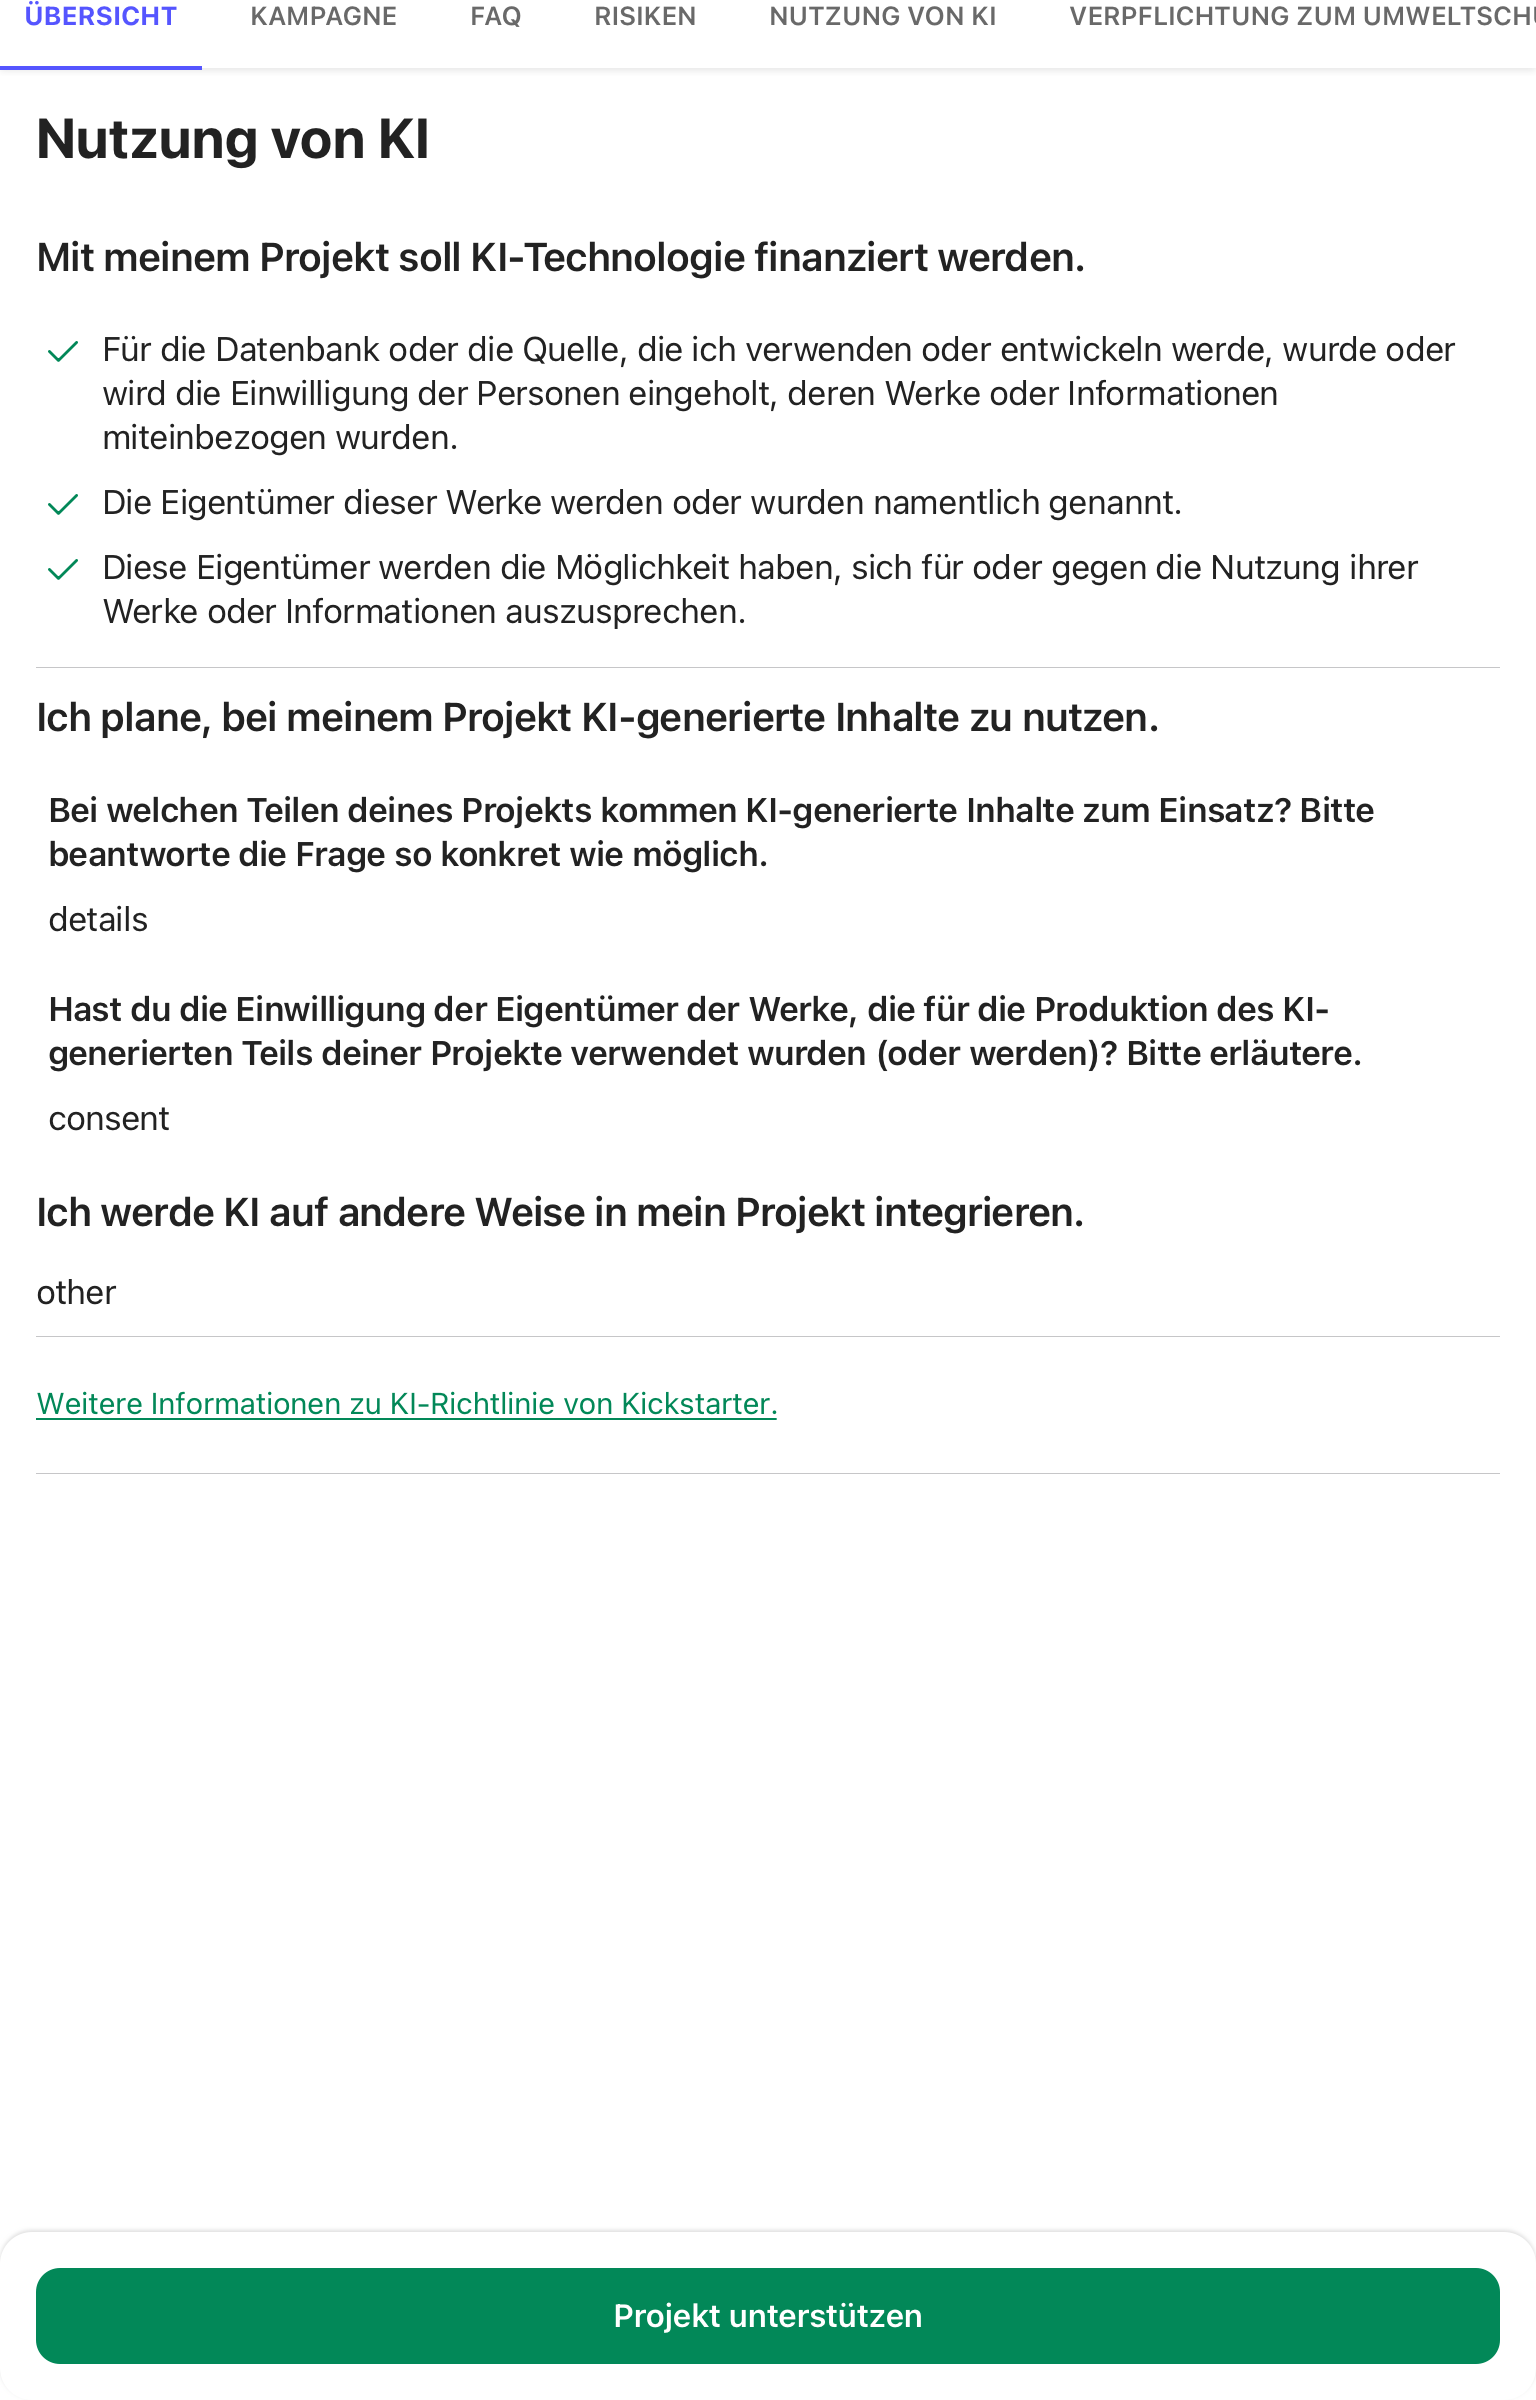 ÜBERSICHT KAMPAGNE FAQ RISIKEN NUTZUNG VON KI VERPFLICHTUNG ZUM UMWELTSCH
Nutzung von KI
Mit meinem Projekt soll KI-Technologie finanziert werden.
Für die Datenbank oder die Quelle, die ich verwenden oder entwickeln werde, wurde oder
wird die Einwilligung der Personen eingeholt, deren Werke oder Informationen
miteinbezogen wurden.
Die Eigentümer dieser Werke werden oder wurden namentlich genannt.
Diese Eigentümer werden die Möglichkeit haben, sich für oder gegen die Nutzung ihrer
Werke oder Informationen auszusprechen.
Ich plane, bei meinem Projekt KI-generierte Inhalte zu nutzen.
Bei welchen Teilen deines Projekts kommen KI-generierte Inhalte zum Einsatz? Bitte
beantworte die Frage so konkret wie möglich.
details
Hast du die Einwilligung der Eigentümer der Werke, die für die Produktion des KI-
generierten Teils deiner Projekte verwendet wurden (oder werden)? Bitte erläutere.
consent
Ich werde KI auf andere Weise in mein Projekt integrieren.
other
Weitere Informationen zu KI-Richtlinie von Kickstarter.
Projekt unterstützen